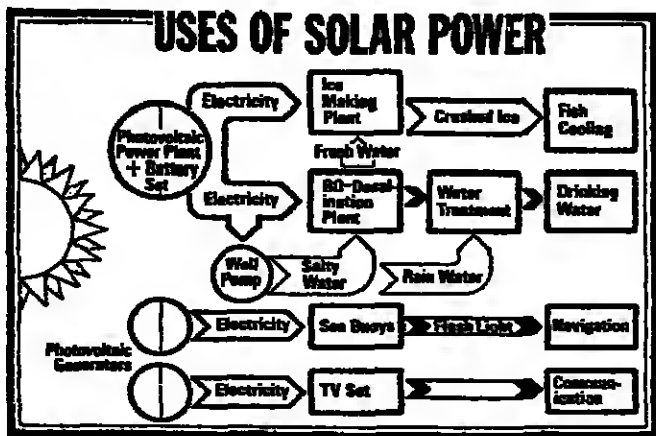 USES OF SOLAR POWER
Photovoltaic
Power Plant
+ Battery
Set
Electricity
Ice
Making
Plant
Crushed Ice
Fish
Cooling
Fresh Water
Electricity
RO-Desal-
ination
Plant
Water
Treatment
Drinking
Water
Well
Pump
Salty
Water
Rain Water
Photovoltaic
Generators
Electricity
Sea Buoys
Flash Light
Navigation
Electricity
TV Set
Commun-
ication